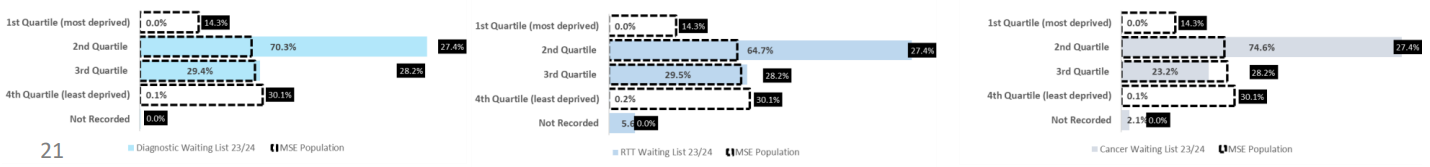 1st Quartile (most deprived) 0.0% 14.3%
2nd Quartile 70.3% 27.4%
3rd Quartile 29.4% 28.2%
4th Quartile (least deprived) 0.1% 30.1%
Not Recorded 0.0%
Diagnostic Waiting List 23/24 MSE Population
1st Quartile (most deprived) 0.0% 14.3%
2nd Quartile 64.7% 27.4%
3rd Quartile 29.5% 28.2%
4th Quartile (least deprived) 0.2% 30.1%
Not Recorded 0.0%
RTT Waiting List 23/24 MSE Population
1st Quartile (most deprived) 0.0% 14.3%
2nd Quartile 74.6% 27.4%
3rd Quartile 23.2% 28.2%
4th Quartile (least deprived) 0.1% 30.1%
Not Recorded 2.1% 0.0%
Cancer Waiting List 23/24 MSE Population
21